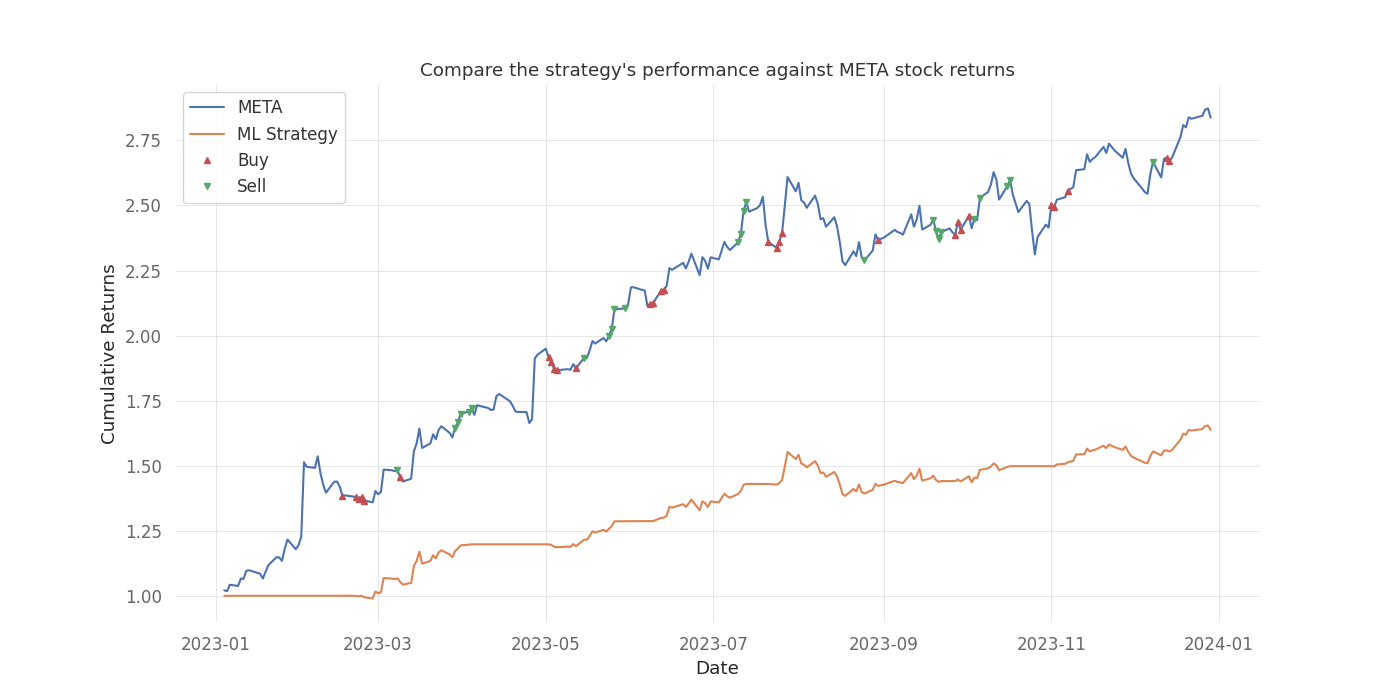 Compare the strategy's performance against META stock returns
META
ML Strategy
Buy
Sell
Cumulative Returns
2.75
2.50
2.25
2.00
1.75
1.50
1.25
1.00
2023-01
2023-03
2023-05
2023-07
2023-09
2023-11
2024-01
Date